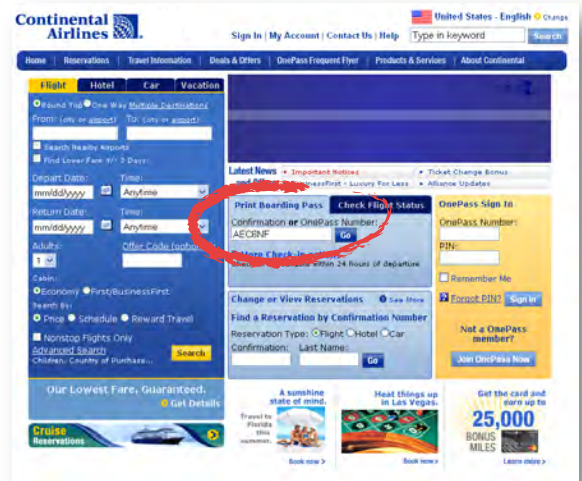 Continental
Airlines
United States - English Change
Sign In | My Account | Contact Us | Help
Type in keyword
Search
Home | Reservations | Travel Information | Deals & Offers | OnePass Frequent Flyer | Products & Services | About Continental
Flight Hotel Car Vacation
Round Trip One Way Multiple Destinations
From: (city or airport) To: (city or airport)
Search Nearby Airports
Find Lower Fare +/- 3 Days:
Depart Date: Time:
mm/dd/yyyy Anytime
Return Date: Time:
mm/dd/yyyy Anytime
Adults: Offer Code (optional)
1
Cabin:
Economy First/BusinessFirst
Search By:
Price Schedule Reward Travel
Nonstop Flights Only
Advanced Search
Children, Country of Purchase...
Search
Our Lowest Fare, Guaranteed.
Get Details
Cruise
Reservations
Latest News • Important Notices • Ticket Change Bonus
BusinessFirst - Luxury For Less • Alliance Updates
Print Boarding Pass Check Flight Status
Confirmation or OnePass Number:
AECBNF
Go
within 24 hours of departure
Change or View Reservations See More
Find a Reservation by Confirmation Number
Reservation Type: Flight Hotel Car
Confirmation: Last Name:
Go
OnePass Sign In
OnePass Number:
PIN:
Remember Me
Forgot PIN? Sign In
Not a OnePass
member?
Join OnePass Now
A sunshine
state of mind.
Travel to
Florida
this
summer.
Book now >
Heat things up
in Las Vegas.
Book now >
Get the card and
earn up to
25,000
BONUS
MILES
Learn more >